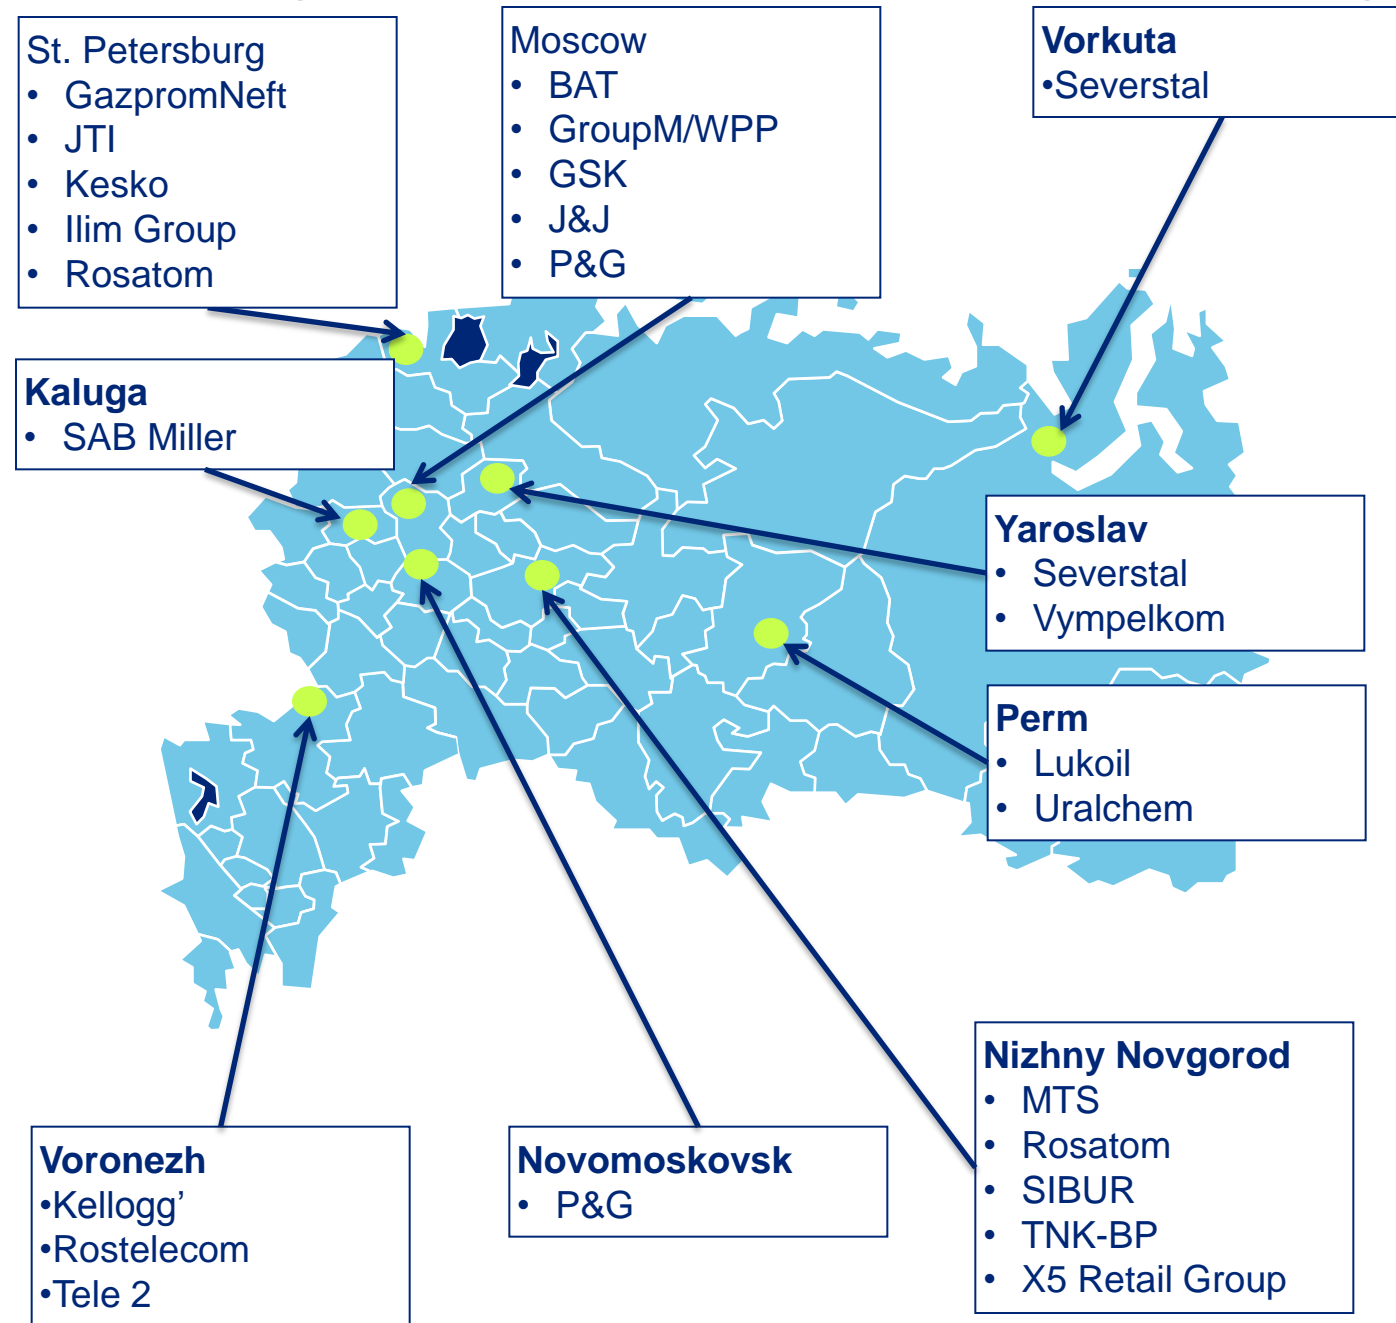 St. Petersburg
• GazpromNeft
• JTI
• Kesko
• Ilim Group
• Rosatom
Moscow
• BAT
• GroupM/WPP
• GSK
• J&J
• P&G
Vorkuta
•Severstal
Kaluga
• SAB Miller
Yaroslav
• Severstal
• Vympelkom
Perm
• Lukoil
• Uralchem
Nizhny Novgorod
• MTS
• Rosatom
• SIBUR
• TNK-BP
• X5 Retail Group
Voronezh
•Kellogg’
•Rostelecom
•Tele 2
Novomoskovsk
• P&G